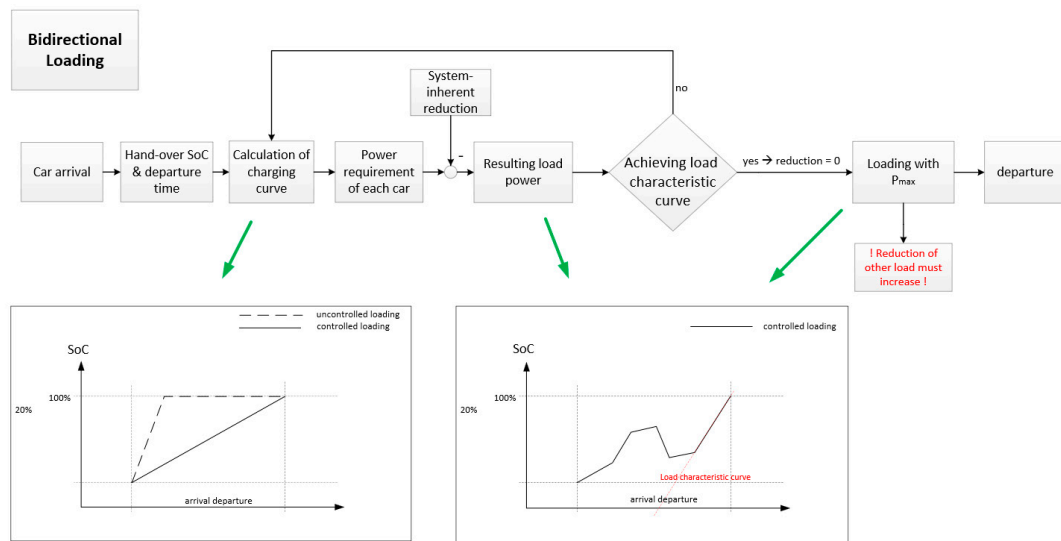 Bidirectional
Loading
System-
inherent
reduction
no
Car arrival
Hand-over SoC
& departure
time
Calculation of
charging
curve
Power
requirement
of each car
-
Resulting load
power
Achieving load
characteristic
curve
yes → reduction = 0
Loading with
Pmax
departure
! Reduction of
other load must
increase !
uncontrolled loading
controlled loading
SoC
100%
20%
arrival departure
controlled loading
SoC
100%
20%
Load characteristic curve
arrival departure